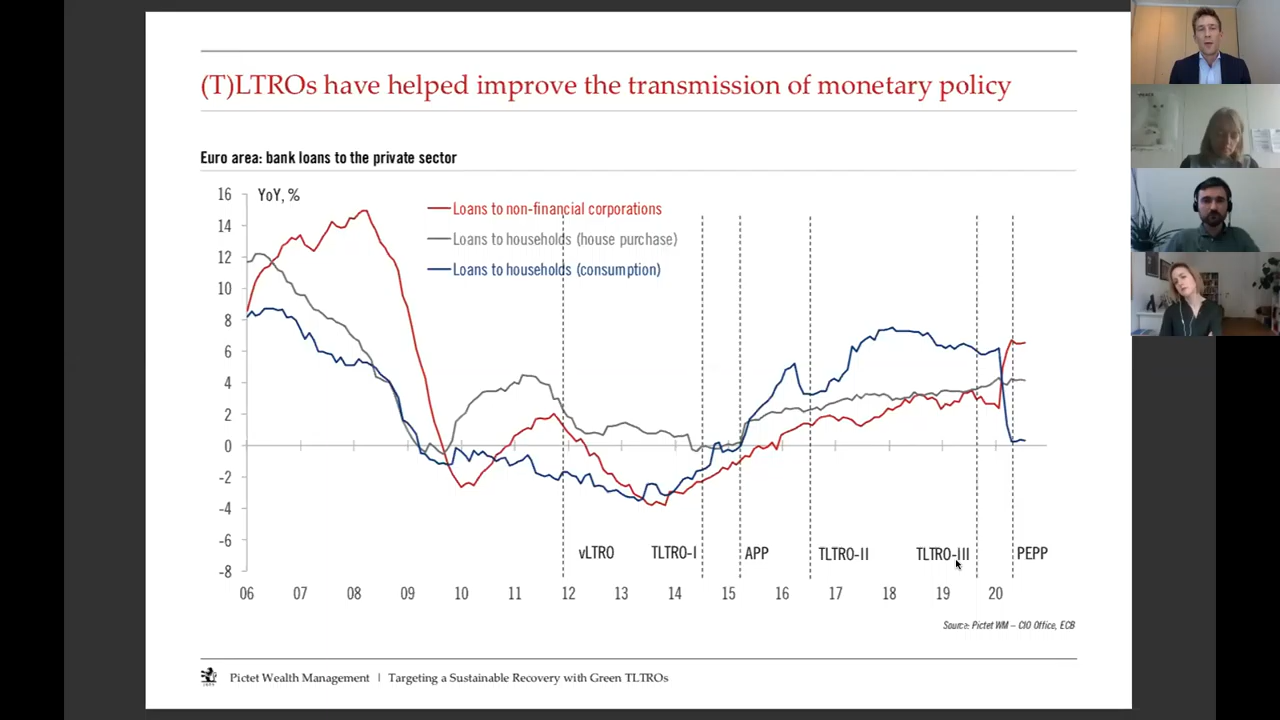 (T)LTROs have helped improve the transmission of monetary policy
Euro area: bank loans to the private sector
YoY, %
Loans to non-financial corporations
Loans to households (house purchase)
Loans to households (consumption)
16
14
12
10
8
6
4
2
0
-2
-4
-6
-8
vLTRO TLTRO-I APP TLTRO-II TLTRO-III PEPP
06 07 08 09 10 11 12 13 14 15 16 17 18 19 20
Source: Pictet WM – CIO Office, ECB
Pictet Wealth Management | Targeting a Sustainable Recovery with Green TLTROs